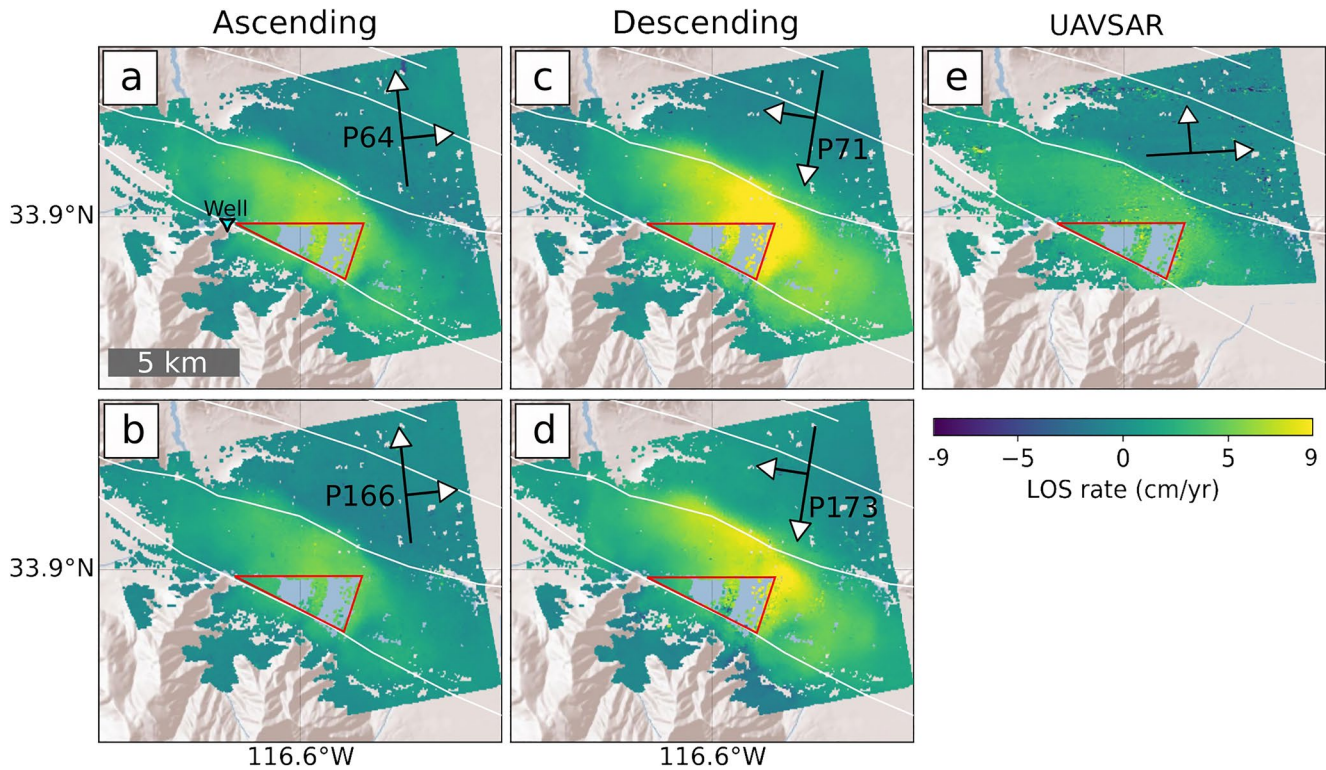 Ascending
Descending
UAVSAR
a
c
e
P64
P71
33.9°N
Well
5 km
b
d
P166
P173
33.9°N
-9
−5
0
5
9
LOS rate (cm/yr)
116.6°W
116.6°W